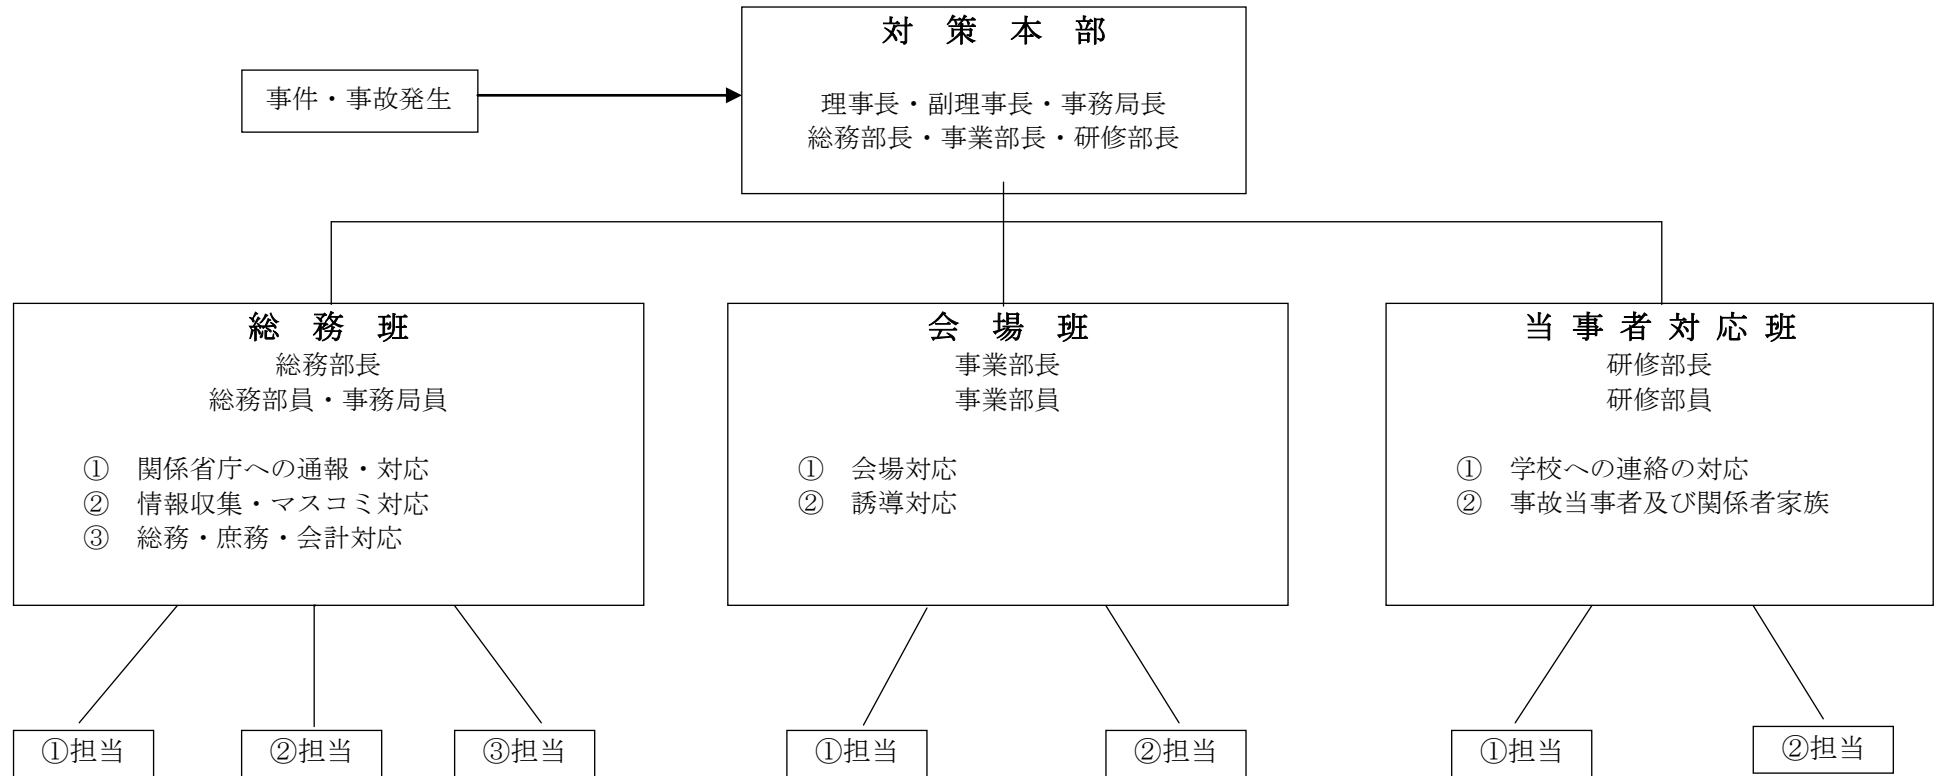 対　策　本　部
事件・事故発生
理事長・副理事長・事務局長
総務部長・事業部長・研修部長
総　務　班
総務部長
総務部員・事務局員
①　関係省庁への通報・対応
②　情報収集・マスコミ対応
③　総務・庶務・会計対応
会　場　班
事業部長
事業部員
①　会場対応
②　誘導対応
当 事 者 対 応 班
研修部長
研修部員
①　学校への連絡の対応
②　事故当事者及び関係者家族
①担当
②担当
③担当
①担当
②担当
①担当
②担当